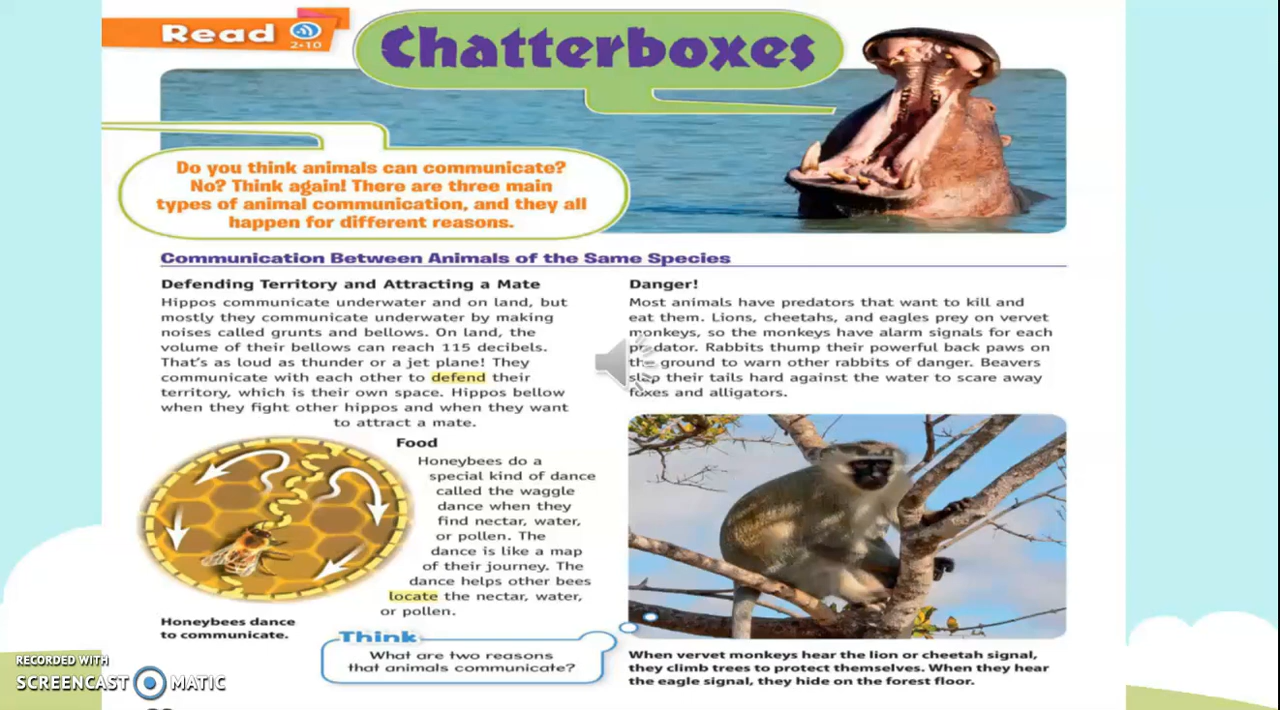 Read
2•10
Chatterboxes
Do you think animals can communicate?
No? Think again! There are three main
types of animal communication, and they all
happen for different reasons.
Communication Between Animals of the Same Species
Defending Territory and Attracting a Mate
Hippos communicate underwater and on land, but
mostly they communicate underwater by making
noises called grunts and bellows. On land, the
volume of their bellows can reach 115 decibels.
That's as loud as thunder or a jet plane! They
communicate with each other to defend their
territory, which is their own space. Hippos bellow
when they fight other hippos and when they want
to attract a mate.
Food
Honeybees do a
special kind of dance
called the waggle
dance when they
find nectar, water,
or pollen. The
dance is like a map
of their journey. The
dance helps other bees
locate the nectar, water,
or pollen.
Honeybees dance
to communicate.
Think
What are two reasons
that animals communicate?
Danger!
Most animals have predators that want to kill and
eat them. Lions, cheetahs, and eagles prey on vervet
monkeys, so the monkeys have alarm signals for each
predator. Rabbits thump their powerful back paws on
the ground to warn other rabbits of danger. Beavers
slap their tails hard against the water to scare away
foxes and alligators.
When vervet monkeys hear the lion or cheetah signal,
they climb trees to protect themselves. When they hear
the eagle signal, they hide on the forest floor.
RECORDED WITH
SCREENCAST MATIC